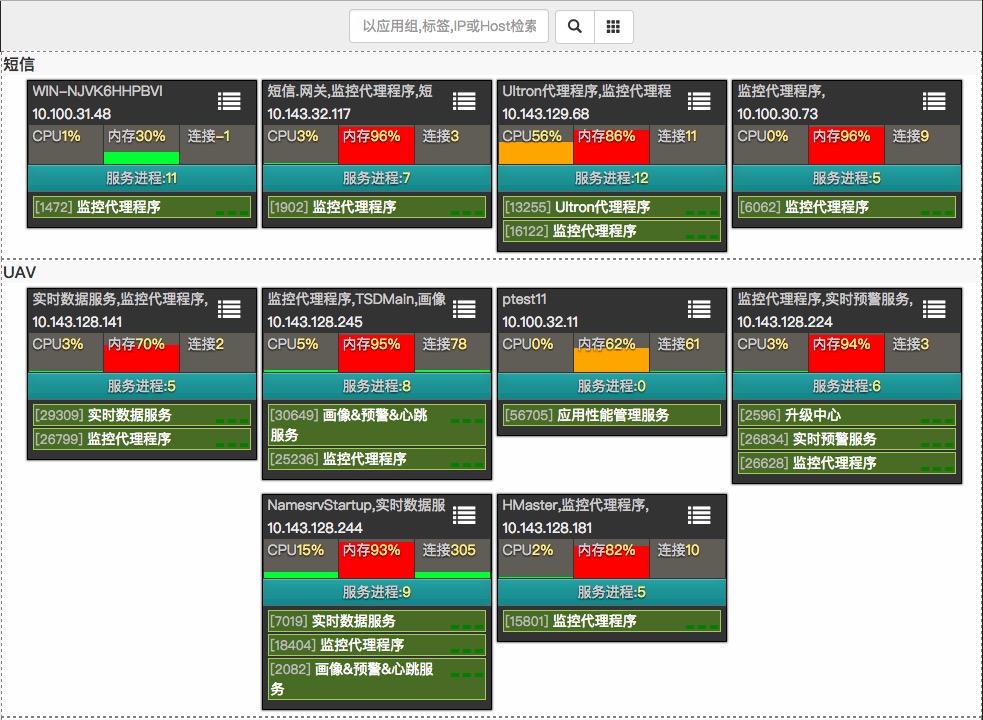 以应用组,标签,IP或Host检索
短信
WIN-NJVK6HHPBVI
10.100.31.48
CPU1% 内存30% 连接-1
服务进程:11
[1472] 监控代理程序
短信.网关,监控代理程序,短
10.143.32.117
CPU3% 内存96% 连接3
服务进程:7
[1902] 监控代理程序
Ultron代理程序,监控代理程
10.143.129.68
CPU56% 内存86% 连接11
服务进程:12
[13255] Ultron代理程序
[16122] 监控代理程序
监控代理程序,
10.100.30.73
CPU0% 内存96% 连接9
服务进程:5
[6062] 监控代理程序
UAV
实时数据服务,监控代理程序,
10.143.128.141
CPU3% 内存70% 连接2
服务进程:5
[29309] 实时数据服务
[26799] 监控代理程序
监控代理程序,TSDMain,画像
10.143.128.245
CPU5% 内存95% 连接78
服务进程:8
[30649] 画像&预警&心跳
服务
[25236] 监控代理程序
ptest11
10.100.32.11
CPU0% 内存62% 连接61
服务进程:0
[56705] 应用性能管理服务
监控代理程序,实时预警服务,
10.143.128.224
CPU3% 内存94% 连接3
服务进程:6
[2596] 升级中心
[26834] 实时预警服务
[26628] 监控代理程序
NamesrvStartup,实时数据服
10.143.128.244
CPU15% 内存93% 连接305
服务进程:9
[7019] 实时数据服务
[18404] 监控代理程序
[2082] 画像&预警&心跳服
务
HMaster,监控代理程序,
10.143.128.181
CPU2% 内存82% 连接10
服务进程:5
[15801] 监控代理程序